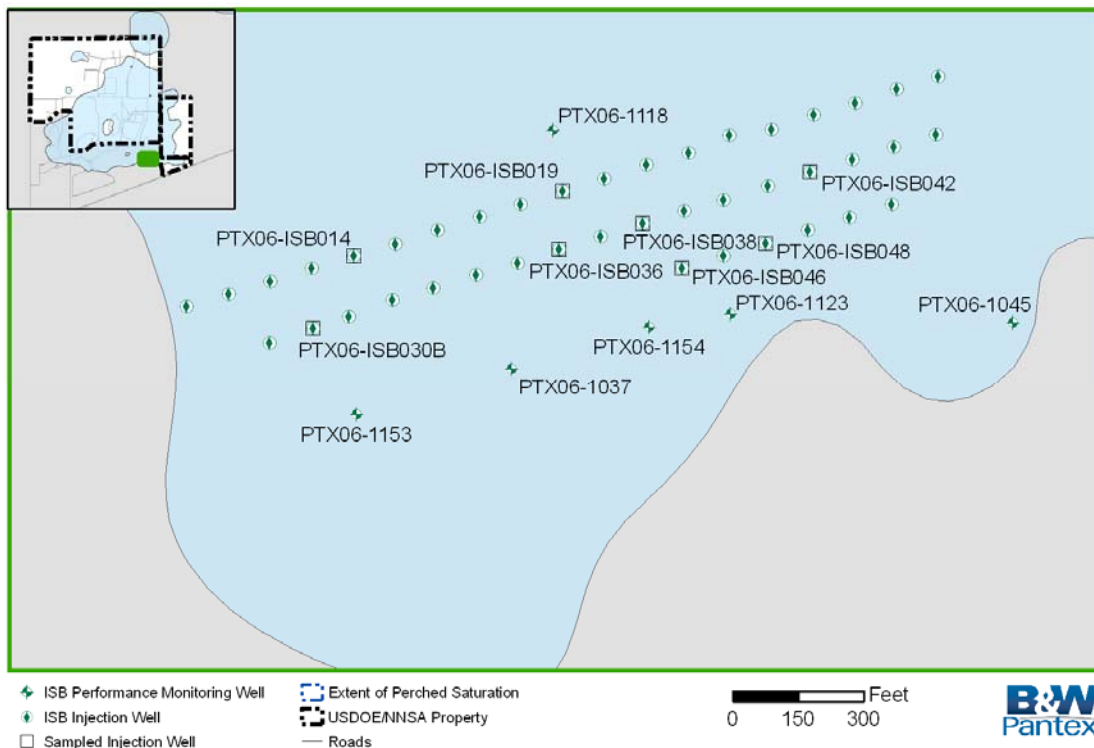 PTX06-1118
PTX06-ISB019
PTX06-ISB042
PTX06-ISB014
PTX06-ISB038
PTX06-ISB048
PTX06-ISB036
PTX06-ISB046
PTX06-1123
PTX06-1045
PTX06-ISB030B
PTX06-1154
PTX06-1037
PTX06-1153
ISB Performance Monitoring Well
ISB Injection Well
Sampled Injection Well
Extent of Perched Saturation
USDOE/NNSA Property
Roads
Feet
0 150 300
B&W
Pantex